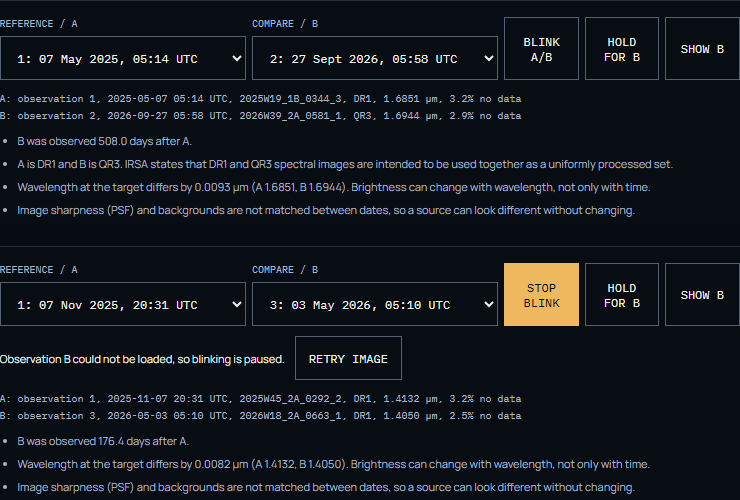 REFERENCE / A COMPARE / B
1: 07 May 2025, 05:14 UTC 2: 27 Sept 2026, 05:58 UTC BLINK A/B HOLD FOR B SHOW B
A: observation 1, 2025-05-07 05:14 UTC, 2025W19_1B_0344_3, DR1, 1.6851 µm, 3.2% no data
B: observation 2, 2026-09-27 05:58 UTC, 2026W39_2A_0581_1, QR3, 1.6944 µm, 2.9% no data
• B was observed 508.0 days after A.
• A is DR1 and B is QR3. IRSA states that DR1 and QR3 spectral images are intended to be used together as a uniformly processed set.
• Wavelength at the target differs by 0.0093 µm (A 1.6851, B 1.6944). Brightness can change with wavelength, not only with time.
• Image sharpness (PSF) and backgrounds are not matched between dates, so a source can look different without changing.
REFERENCE / A COMPARE / B
1: 07 Nov 2025, 20:31 UTC 3: 03 May 2026, 05:10 UTC STOP BLINK HOLD FOR B SHOW B
Observation B could not be loaded, so blinking is paused. RETRY IMAGE
A: observation 1, 2025-11-07 20:31 UTC, 2025W45_2A_0292_2, DR1, 1.4132 µm, 3.2% no data
B: observation 3, 2026-05-03 05:10 UTC, 2026W18_2A_0663_1, DR1, 1.4050 µm, 2.5% no data
• B was observed 176.4 days after A.
• Wavelength at the target differs by 0.0082 µm (A 1.4132, B 1.4050). Brightness can change with wavelength, not only with time.
• Image sharpness (PSF) and backgrounds are not matched between dates, so a source can look different without changing.